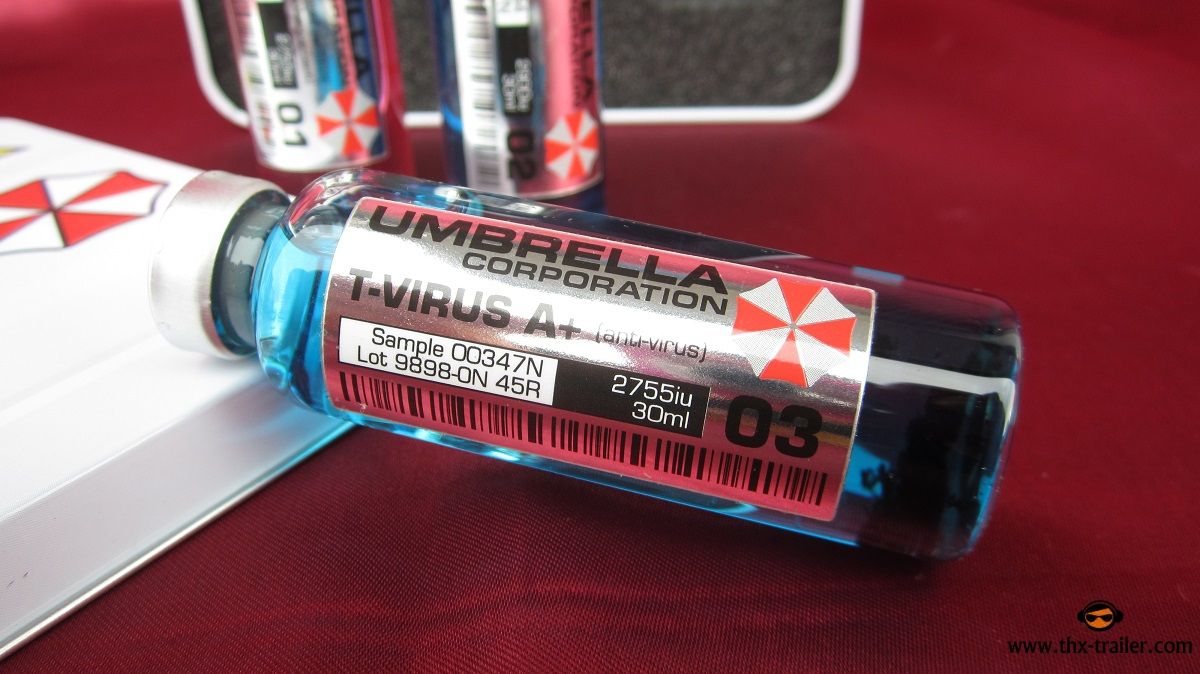 01
02
30ml
UMBRELLA
CORPORATION
T-VIRUS A+ (anti-virus)
Sample 00347N
Lot 9898-0N 45R
2755iu
30ml
03
www.thx-trailer.com